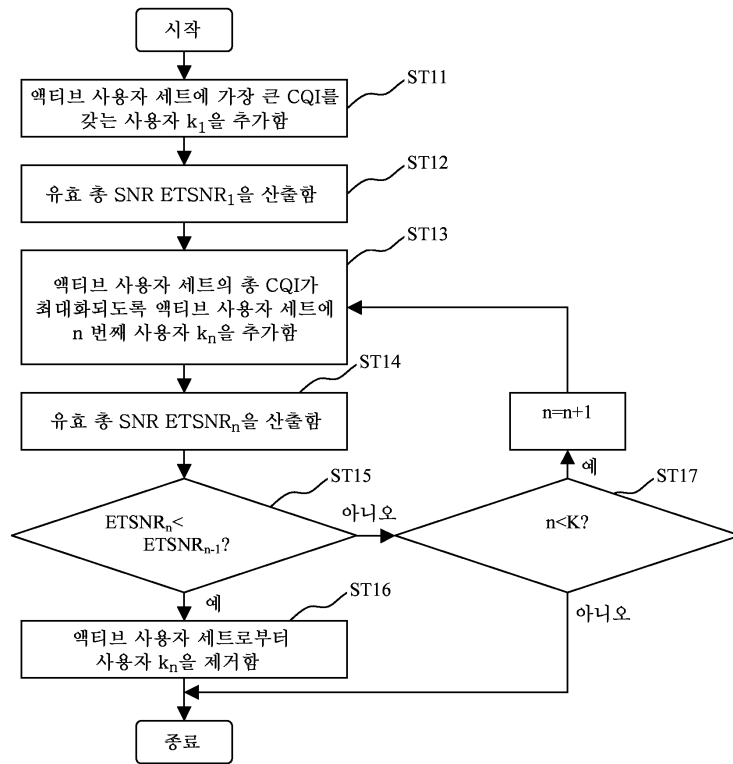 시작
ST11
액티브 사용자 세트에 가장 큰 CQI를
갖는 사용자 k₁을 추가함
ST12
유효 총 SNR ETSNR₁을 산출함
ST13
액티브 사용자 세트의 총 CQI가
최대화되도록 액티브 사용자 세트에
n 번째 사용자 kₙ을 추가함
ST14
유효 총 SNR ETSNRₙ을 산출함
n=n+1
예
ST15
ST17
아니오
ETSNRₙ<
ETSNRₙ₋₁?
n<K?
예
ST16
아니오
액티브 사용자 세트로부터
사용자 kₙ을 제거함
종료